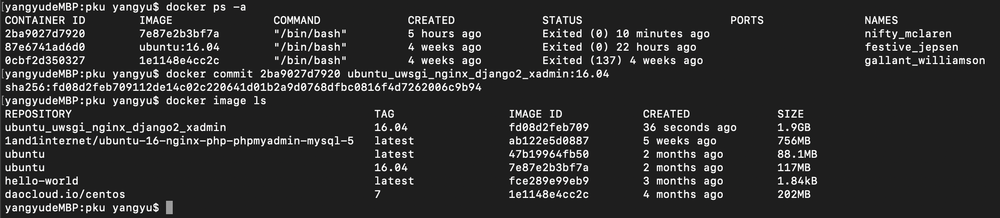 [yangyudeMBP:pku yangyu$ docker ps -a
CONTAINER ID        IMAGE               COMMAND             CREATED             STATUS                      PORTS               NAMES
2ba9027d7920        7e87e2b3bf7a        "/bin/bash"         5 hours ago         Exited (0) 10 minutes ago                       nifty_mclaren
87e6741ad6d0        ubuntu:16.04        "/bin/bash"         4 weeks ago         Exited (0) 22 hours ago                         festive_jepsen
0cbf2d350327        1e1148e4cc2c        "/bin/bash"         4 weeks ago         Exited (137) 4 weeks ago                        gallant_williamson
[yangyudeMBP:pku yangyu$ docker commit 2ba9027d7920 ubuntu_uwsgi_nginx_django2_xadmin:16.04
sha256:fd08d2feb709112de14c02c220641d01b2a9d0768dfbc0816f4d7262006c9b94
[yangyudeMBP:pku yangyu$ docker image ls
REPOSITORY                                             TAG                 IMAGE ID            CREATED             SIZE
ubuntu_uwsgi_nginx_django2_xadmin                      16.04               fd08d2feb709        36 seconds ago      1.9GB
1and1internet/ubuntu-16-nginx-php-phpmyadmin-mysql-5   latest              ab122e5d0887        5 weeks ago         756MB
ubuntu                                                 latest              47b19964fb50        2 months ago        88.1MB
ubuntu                                                 16.04               7e87e2b3bf7a        2 months ago        117MB
hello-world                                            latest              fce289e99eb9        3 months ago        1.84kB
daocloud.io/centos                                     7                   1e1148e4cc2c        4 months ago        202MB
yangyudeMBP:pku yangyu$